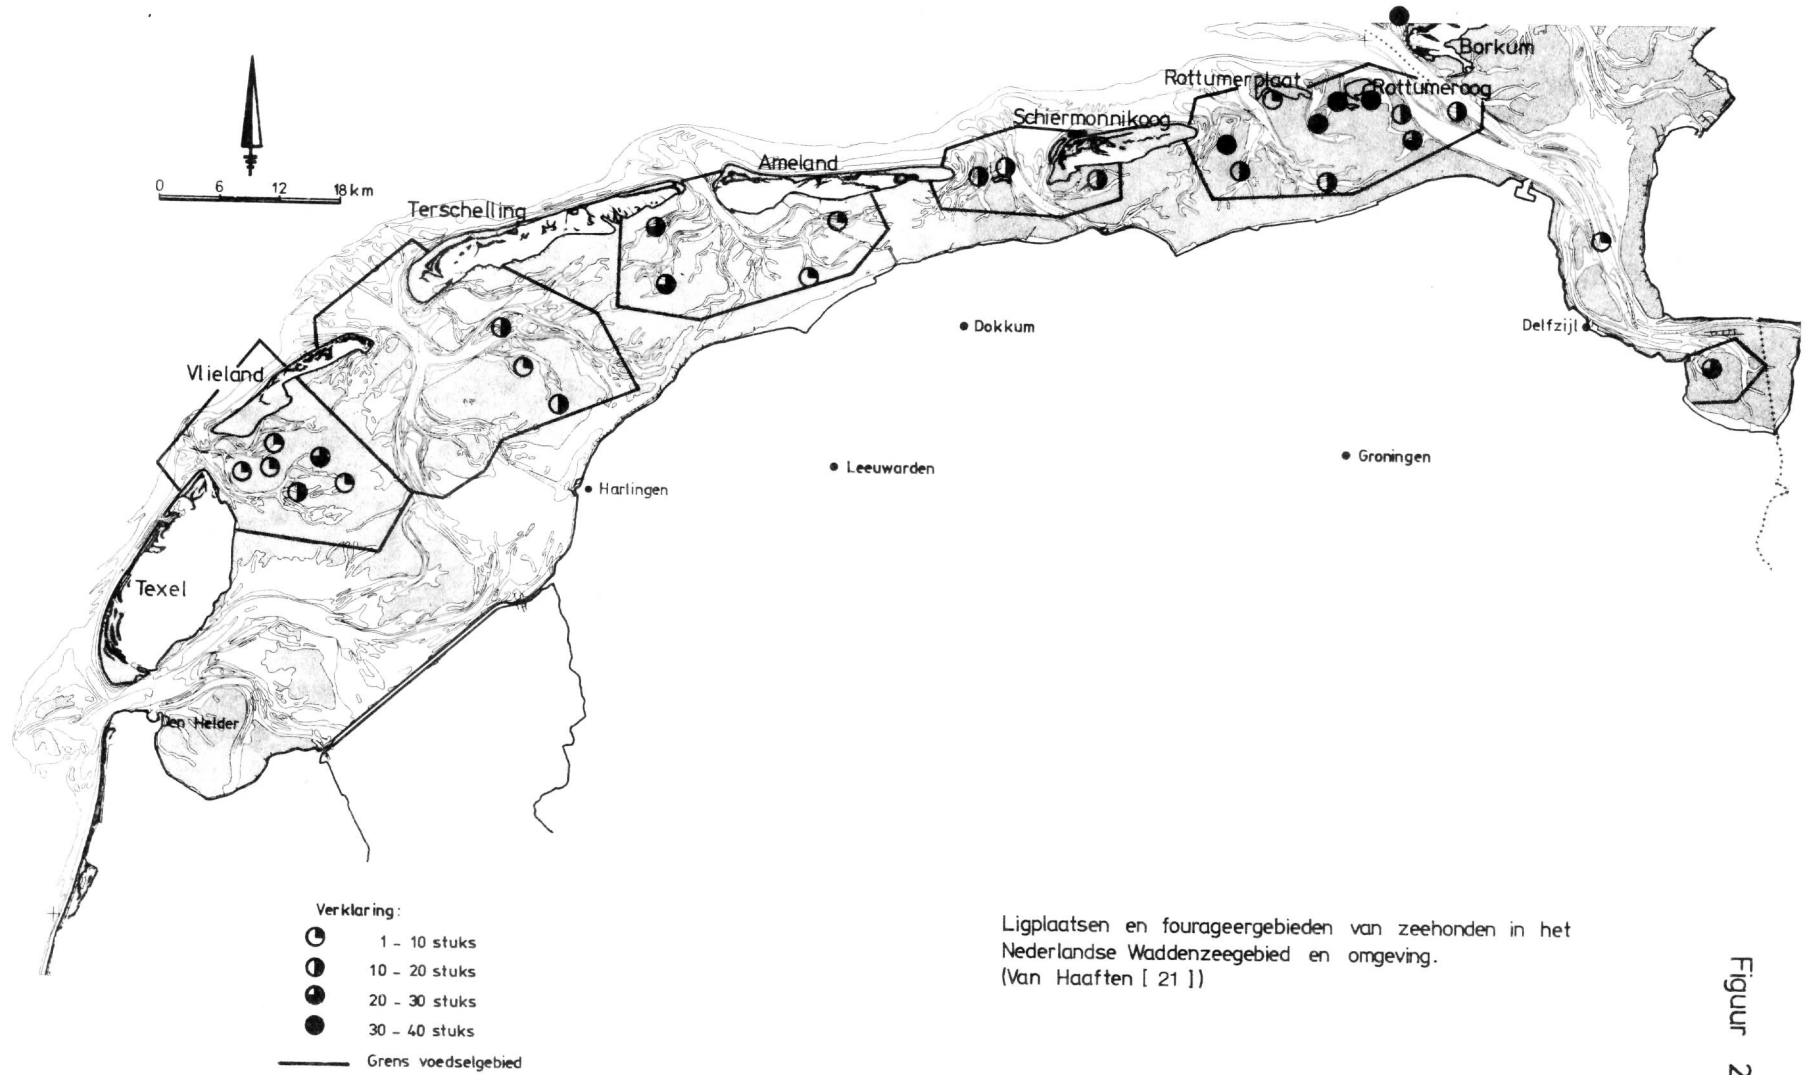 Borkum
Rottumerplaat
Rottumeroog
Schiermonnikoog
Ameland
0 6 12 18 km
Terschelling
Dokkum
Delfzijl
Vlieland
Groningen
Leeuwarden
Harlingen
Texel
Den Helder
Verklaring:
1 - 10 stuks
10 - 20 stuks
20 - 30 stuks
30 - 40 stuks
Grens voedselgebied
Ligplaatsen en fourageergebieden van zeehonden in het
Nederlandse Waddenzeegebied en omgeving.
(Van Haaften [ 21 ])
Figuur 2